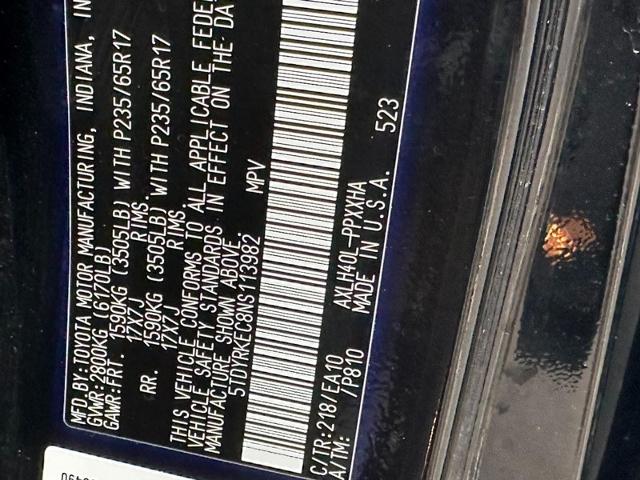 MFD.BY:TOYOTA MOTOR MANUFACTURING, INDIANA, IN
GVWR:2800KG (6170LB)
GAWR:FRT. 1590KG (3505LB) WITH P235/65R17
17X7J RIMS.
RR. 1590KG (3505LB) WITH P235/65R17
17X7J RIMS.
THIS VEHICLE CONFORMS TO ALL APPLICABLE FEDE
VEHICLE SAFETY STANDARDS IN EFFECT ON THE DA
MANUFACTURE SHOWN ABOVE
5TDYRKEC8NS113982 MPV
C/TR:218/EA10 AXLH40L-PPXXHA
A/TM: /P810 MADE IN U.S.A. 523